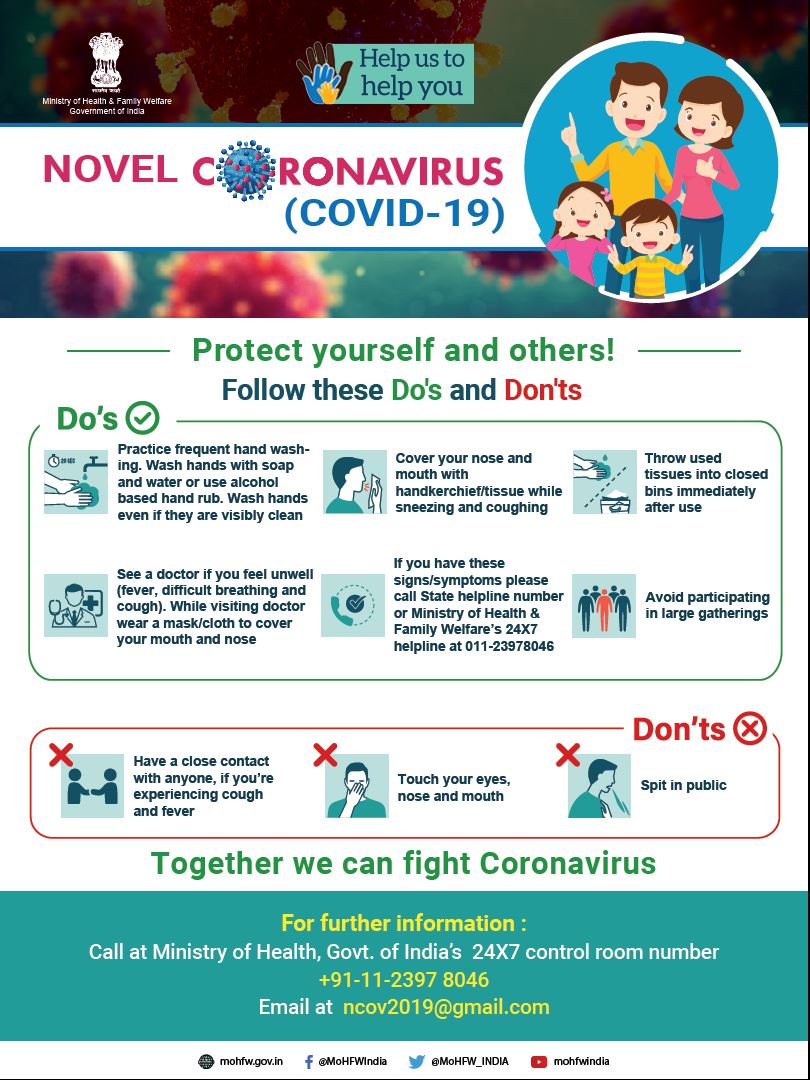 सत्यमेव जयते
Ministry of Health & Family Welfare
Government of India
Help us to
help you
NOVEL CORONAVIRUS
(COVID-19)
Protect yourself and others!
Follow these Do's and Don'ts
Do's
20 SEC
Practice frequent hand wash-
ing. Wash hands with soap
and water or use alcohol
based hand rub. Wash hands
even if they are visibly clean
Cover your nose and
mouth with
handkerchief/tissue while
sneezing and coughing
Throw used
tissues into closed
bins immediately
after use
See a doctor if you feel unwell
(fever, difficult breathing and
cough). While visiting doctor
wear a mask/cloth to cover
your mouth and nose
If you have these
signs/symptoms please
call State helpline number
or Ministry of Health &
Family Welfare's 24X7
helpline at 011-23978046
Avoid participating
in large gatherings
Don'ts
Have a close contact
with anyone, if you're
experiencing cough
and fever
Touch your eyes,
nose and mouth
Spit in public
Together we can fight Coronavirus
For further information :
Call at Ministry of Health, Govt. of India's 24X7 control room number
+91-11-2397 8046
Email at ncov2019@gmail.com
mohfw.gov.in
@MoHFWIndia
@MoHFW_INDIA
mohfwindia